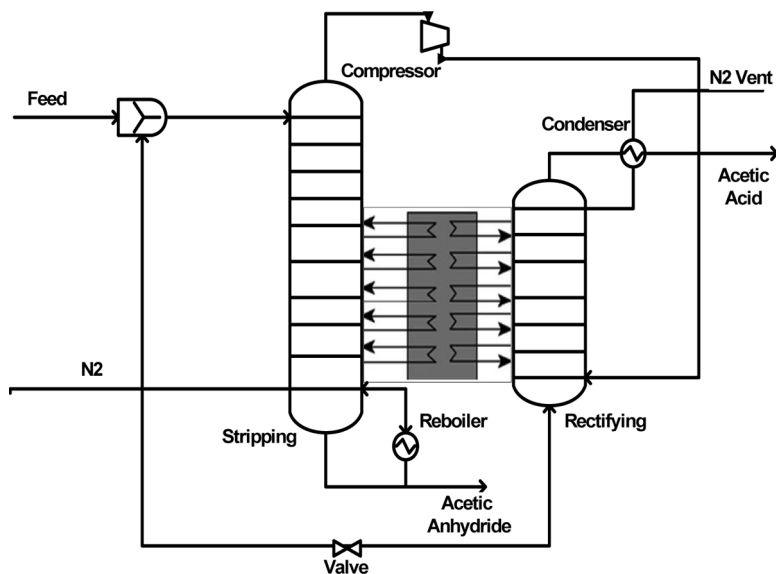 Compressor
N2 Vent
Feed
Condenser
Acetic
Acid
N2
Stripping
Reboiler
Rectifying
Acetic
Anhydride
Valve